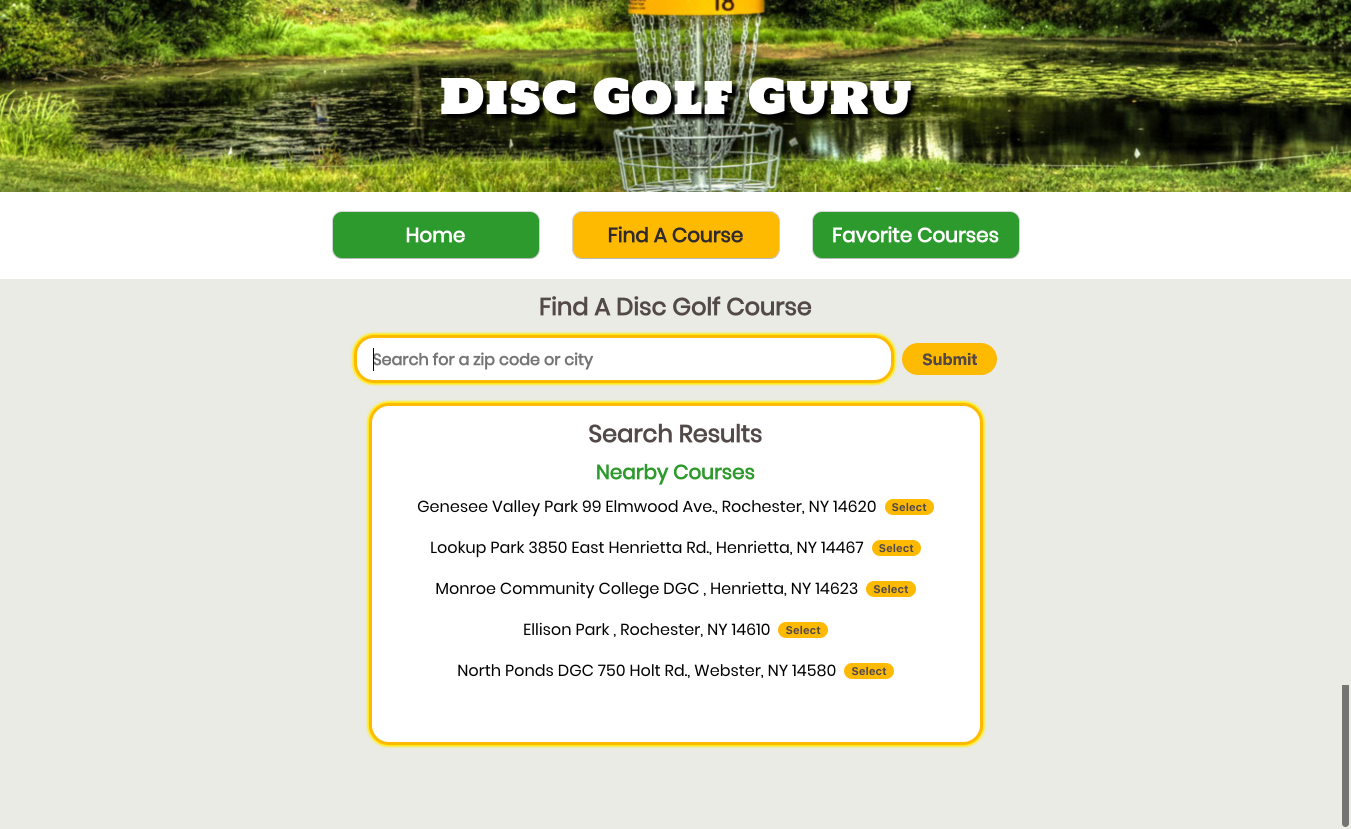 18
Disc Golf Guru
Home
Find A Course
Favorite Courses
Find A Disc Golf Course
Search for a zip code or city
Submit
Search Results
Nearby Courses
Genesee Valley Park 99 Elmwood Ave., Rochester, NY 14620 Select
Lookup Park 3850 East Henrietta Rd., Henrietta, NY 14467 Select
Monroe Community College DGC , Henrietta, NY 14623 Select
Ellison Park , Rochester, NY 14610 Select
North Ponds DGC 750 Holt Rd., Webster, NY 14580 Select